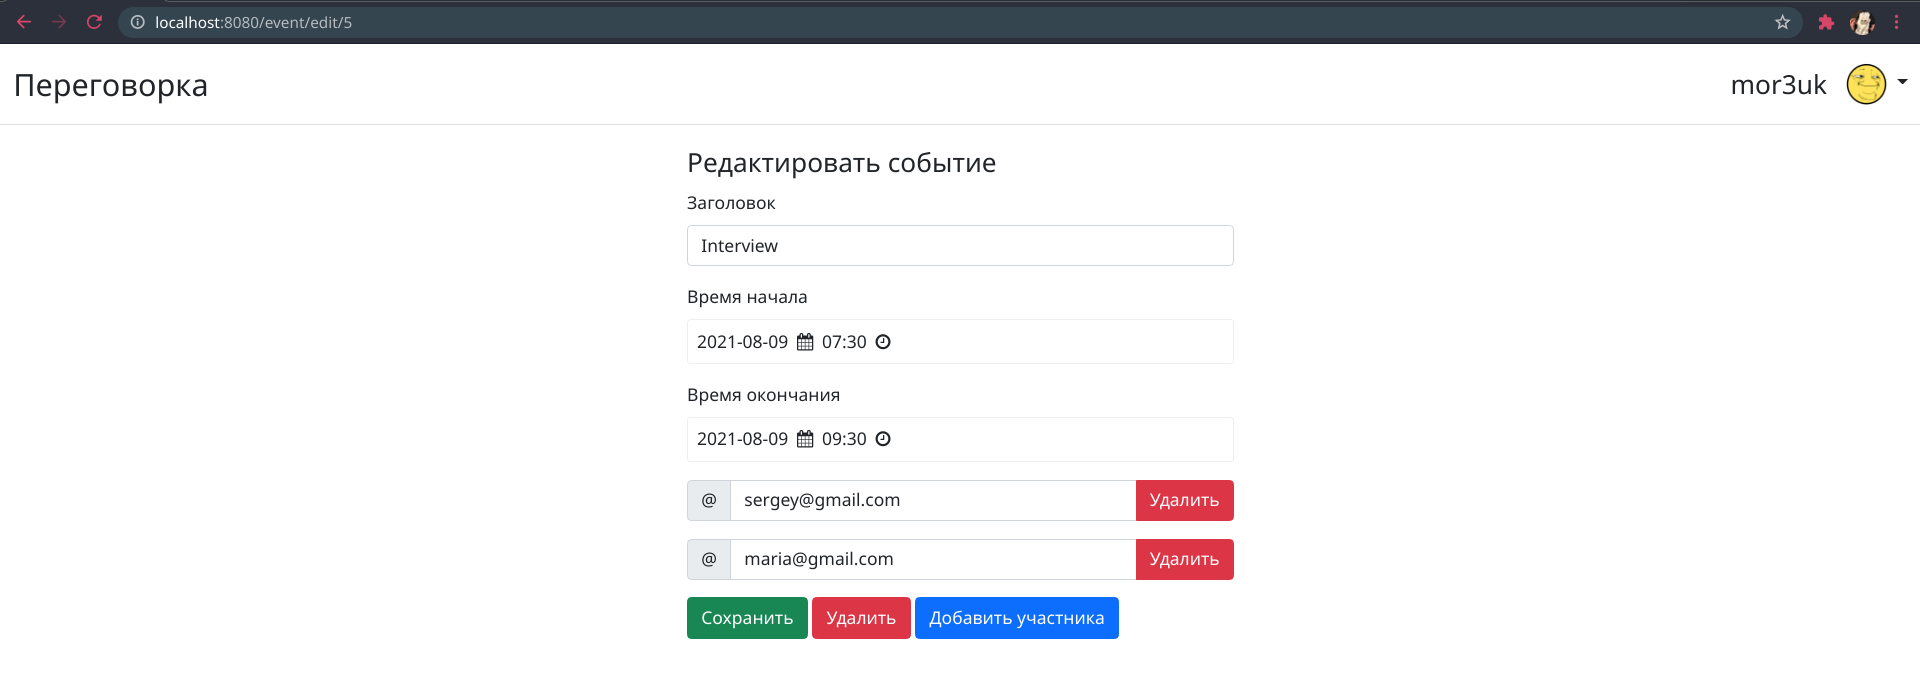 localhost:8080/event/edit/5
Переговорка
mor3uk
Редактировать событие
Заголовок
Interview
Время начала
2021-08-09 07:30
Время окончания
2021-08-09 09:30
@ sergey@gmail.com Удалить
@ maria@gmail.com Удалить
Сохранить Удалить Добавить участника